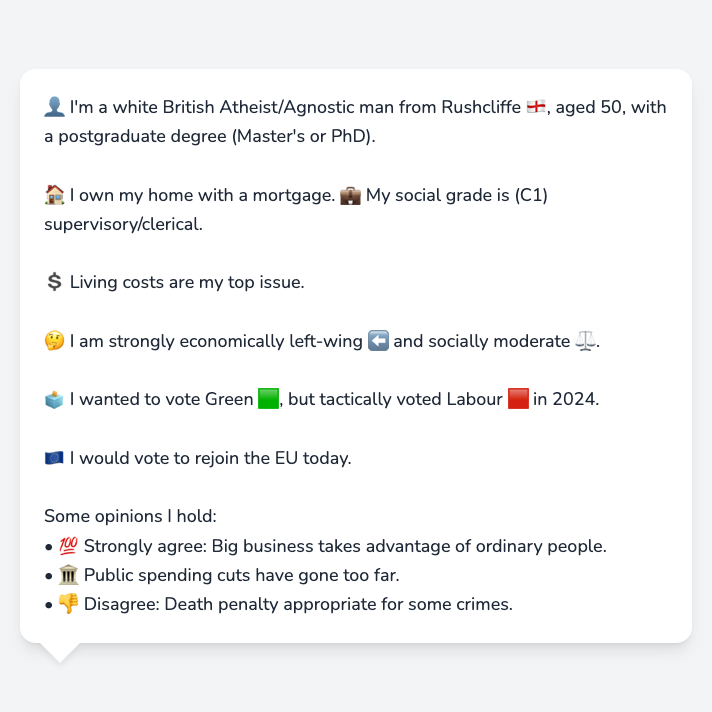 👤 I'm a white British Atheist/Agnostic man from Rushcliffe 🏴󠁧󠁢󠁥󠁮󠁧󠁿, aged 50, with
a postgraduate degree (Master's or PhD).
🏠 I own my home with a mortgage. 💼 My social grade is (C1)
supervisory/clerical.
💲 Living costs are my top issue.
🤔 I am strongly economically left-wing ⬅️ and socially moderate ⚖️.
🗳️ I wanted to vote Green 🟩, but tactically voted Labour 🟥 in 2024.
🇪🇺 I would vote to rejoin the EU today.
Some opinions I hold:
• 💯 Strongly agree: Big business takes advantage of ordinary people.
• 🏛️ Public spending cuts have gone too far.
• 👎 Disagree: Death penalty appropriate for some crimes.